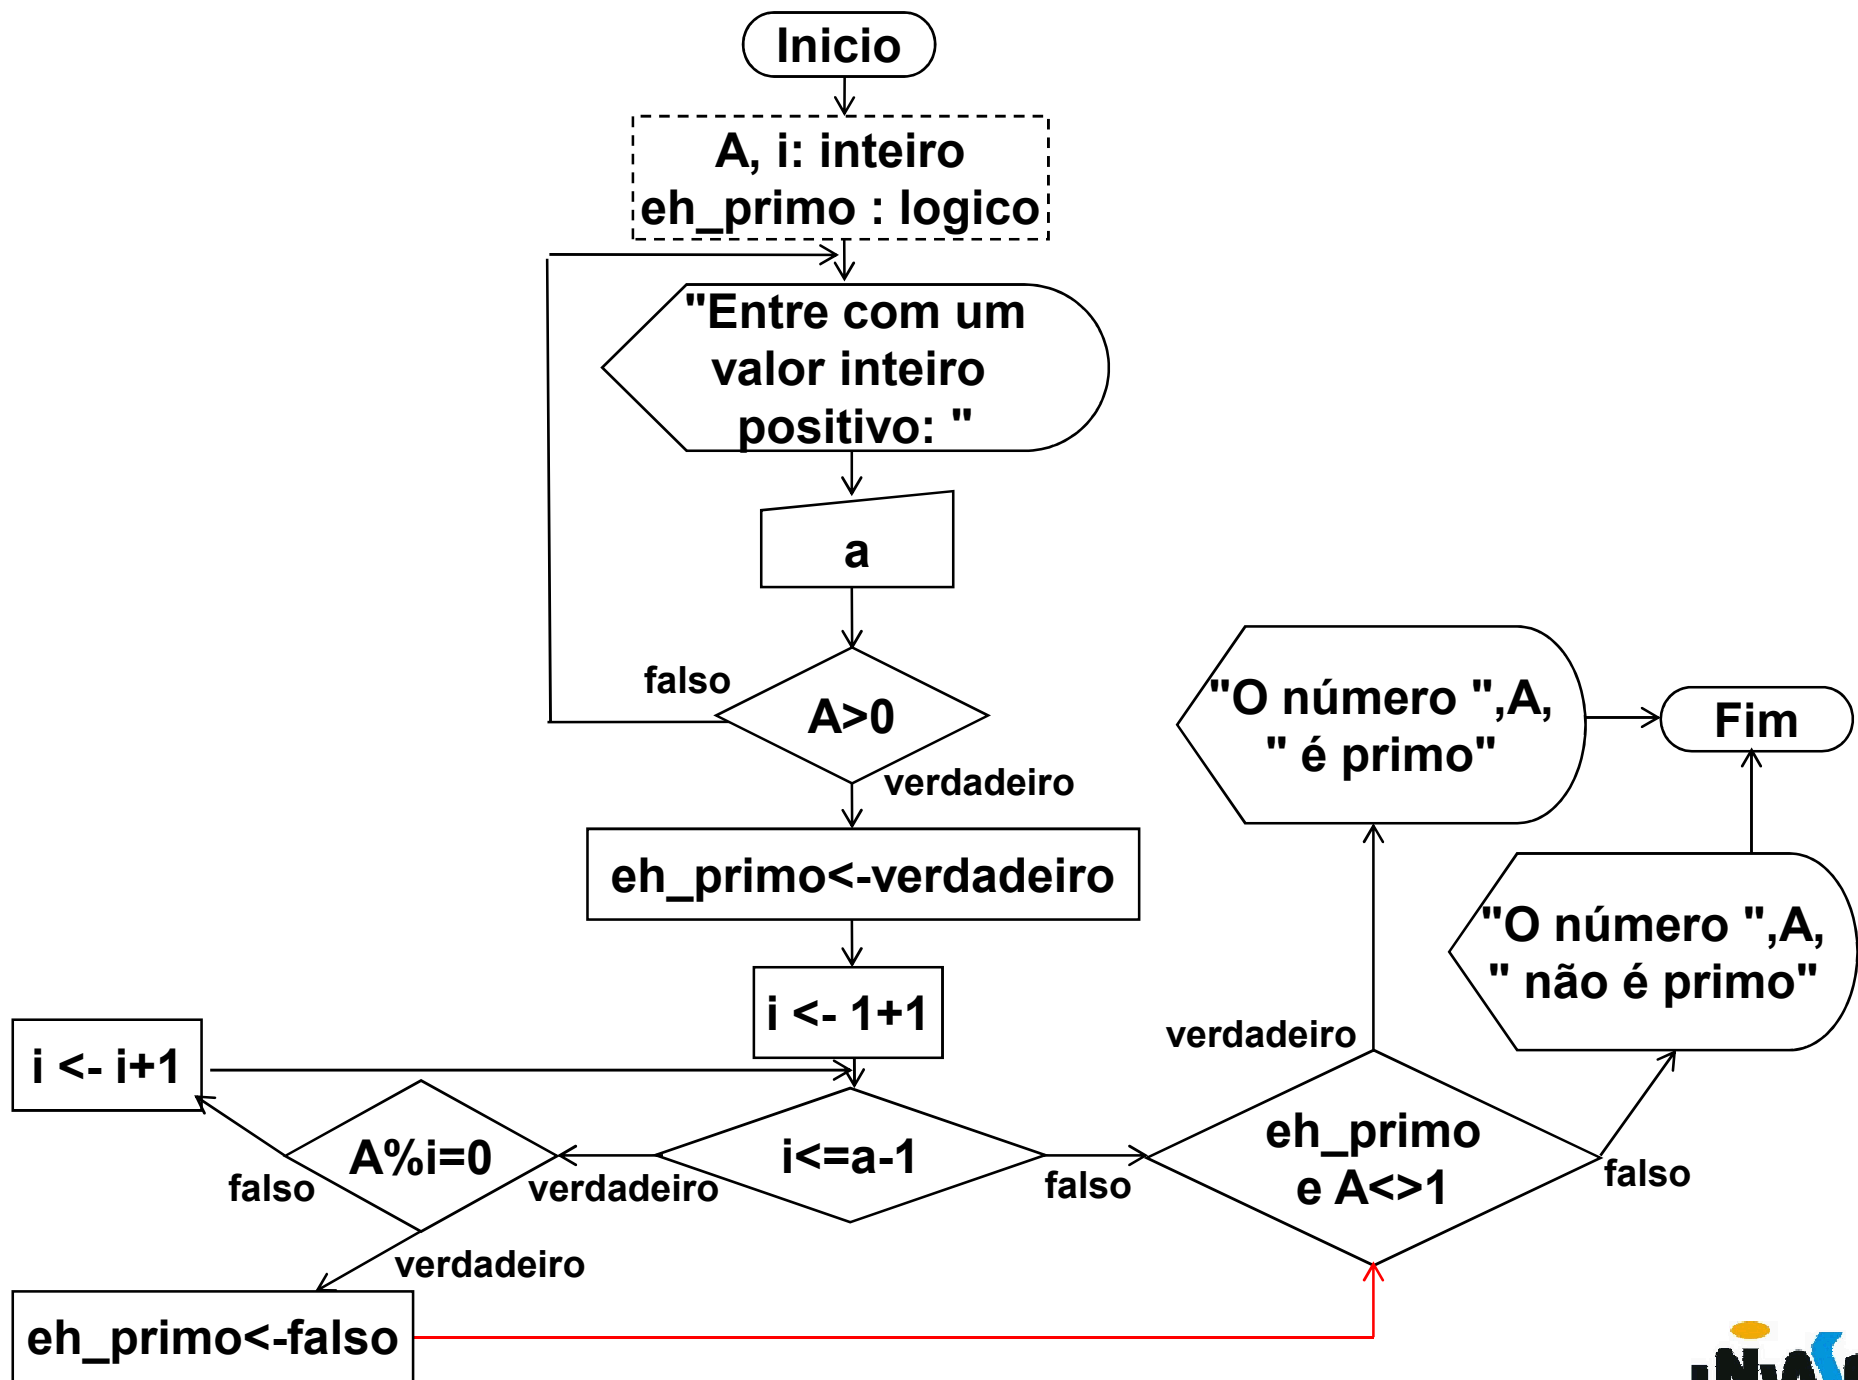 Inicio
A, i: inteiro
eh_primo : logico
"Entre com um
valor inteiro
positivo: "
a
falso
A>0
verdadeiro
eh_primo<-verdadeiro
i <- 1+1
i <- i+1
A%i=0
falso
verdadeiro
i<=a-1
verdadeiro
falso
eh_primo<-falso
eh_primo
e A<>1
verdadeiro
falso
"O número ",A,
" é primo"
"O número ",A,
" não é primo"
Fim